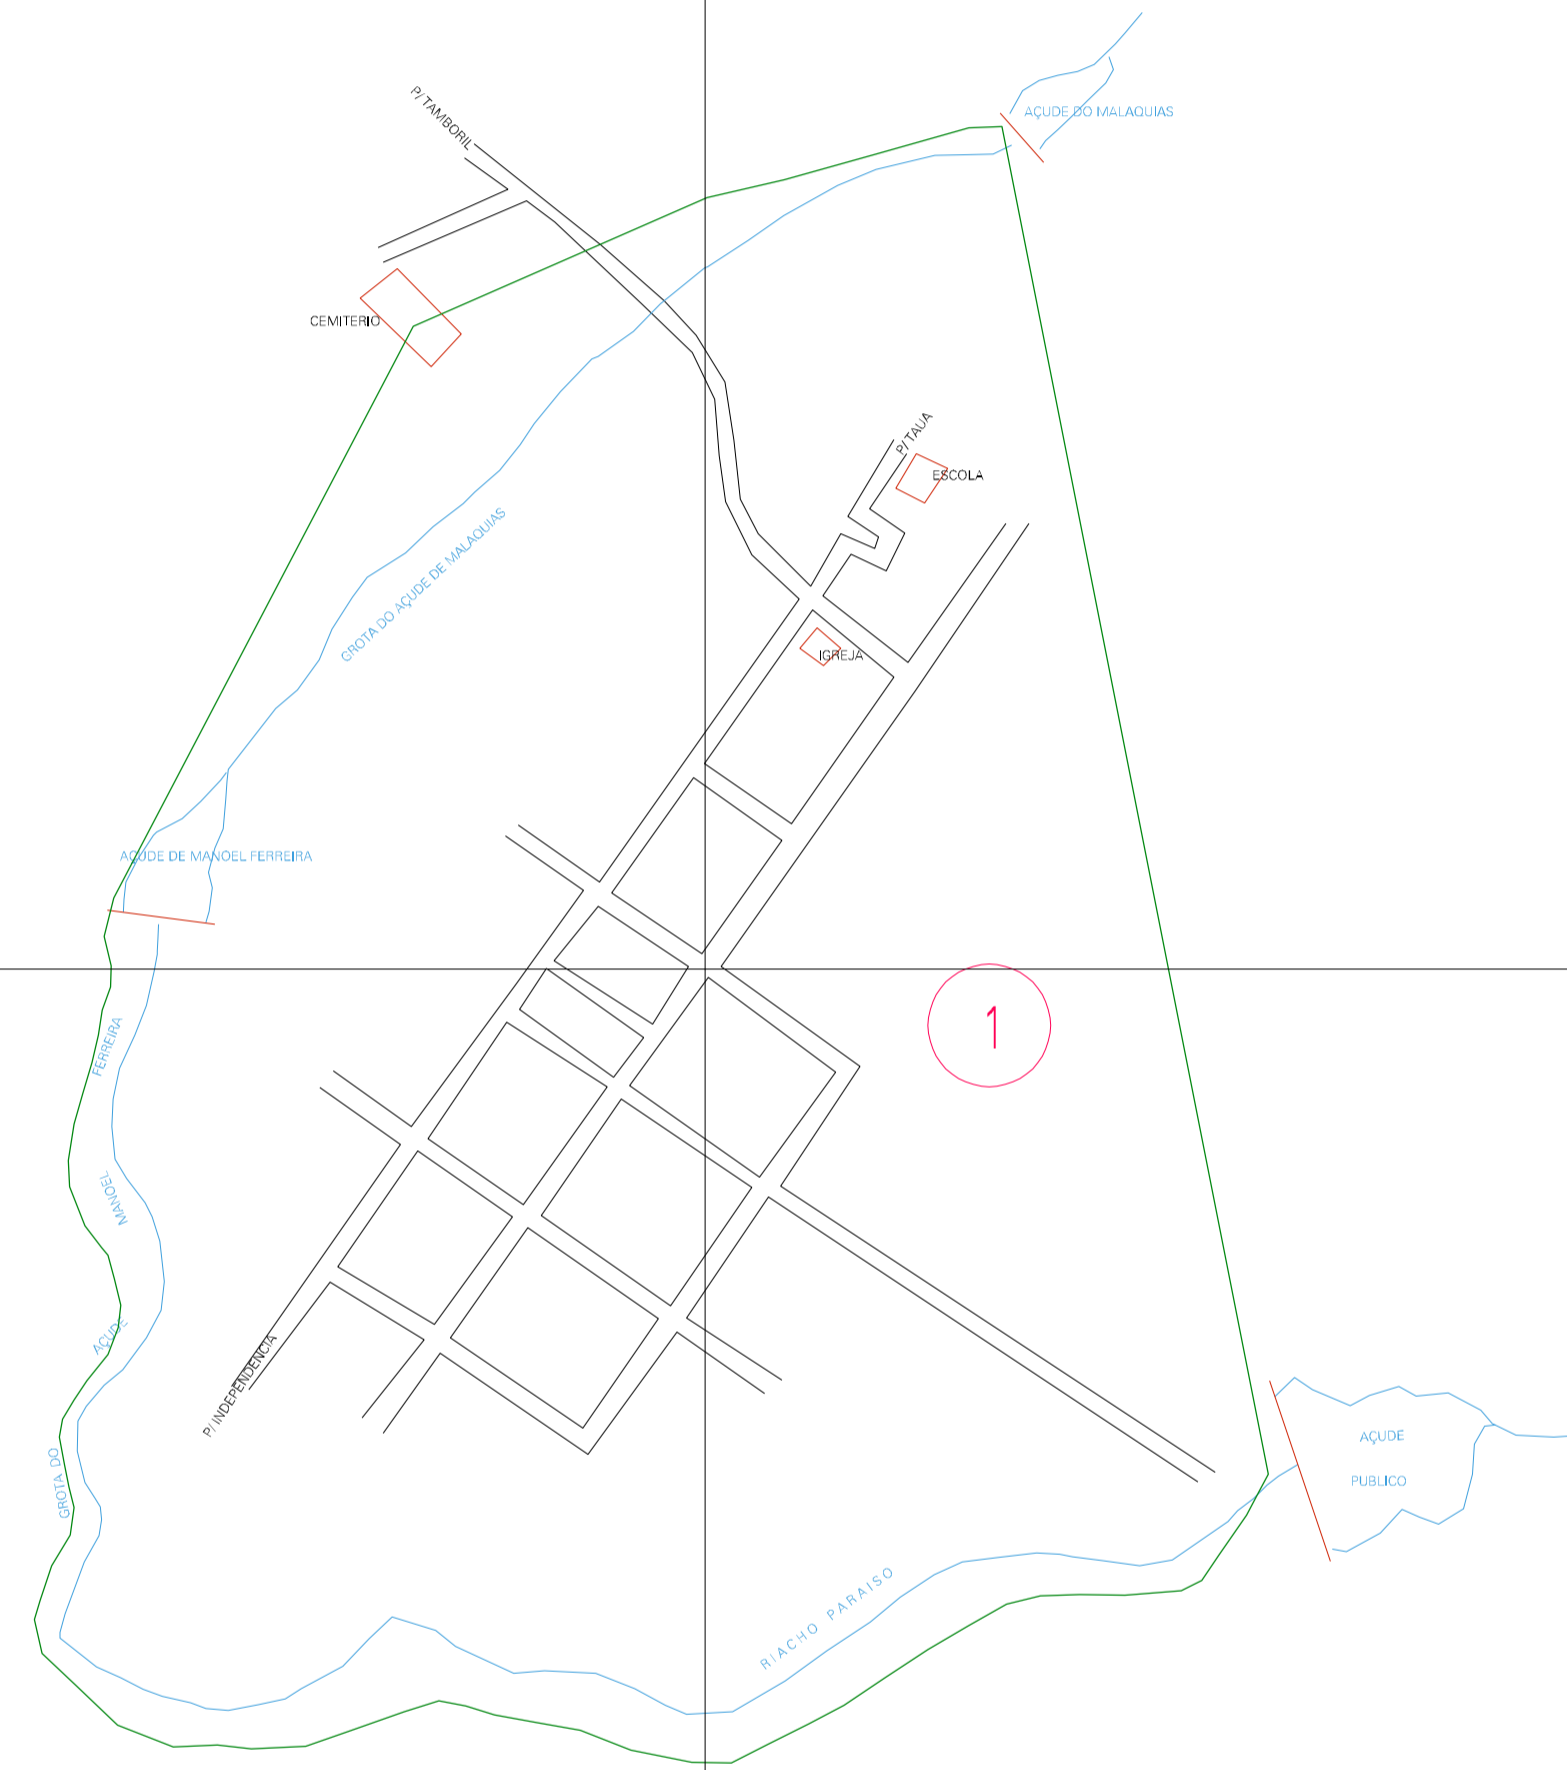 P/ TAMBORIL
AÇUDE DO MALAQUIAS
CEMITERIO
P/ TAUA
ESCOLA
GROTA DO AÇUDE DE MALAQUIAS
IGREJA
AÇUDE DE MANOEL FERREIRA
1
GROTA DO
AÇUDE
MANOEL
FERREIRA
P/ INDEPENDENCIA
AÇUDE
PUBLICO
RIACHO PARAISO